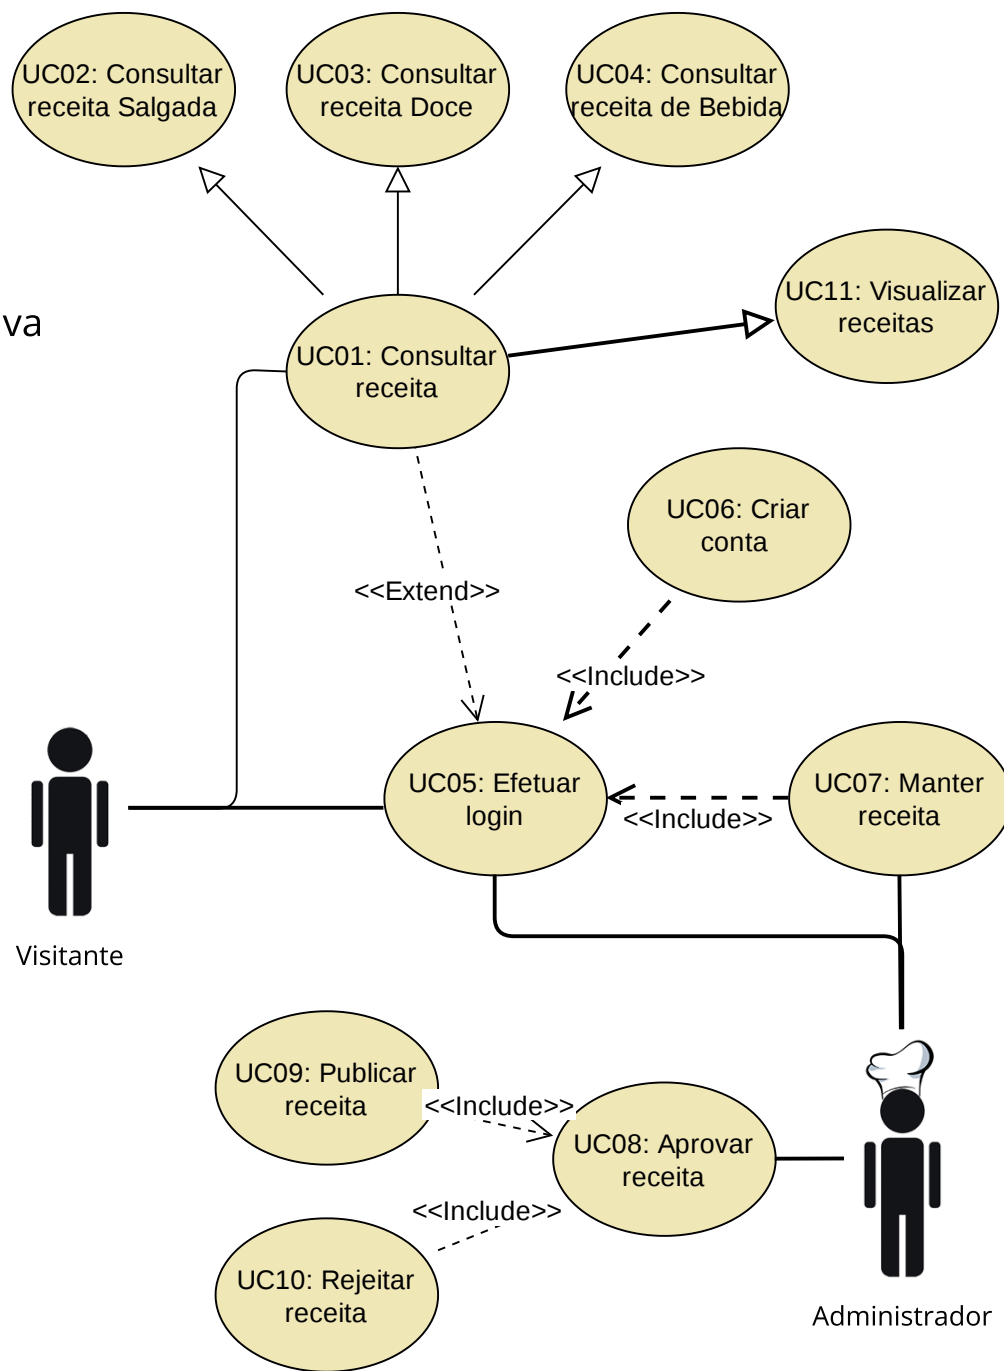 UC02: Consultar
receita Salgada
UC03: Consultar
receita Doce
UC04: Consultar
receita de Bebida
UC11: Visualizar
receitas
va
UC01: Consultar
receita
UC06: Criar
conta
<<Extend>>
<<Include>>
UC05: Efetuar
login
UC07: Manter
receita
<<Include>>
Visitante
UC09: Publicar
receita
<<Include>>
UC08: Aprovar
receita
<<Include>>
UC10: Rejeitar
receita
Administrador